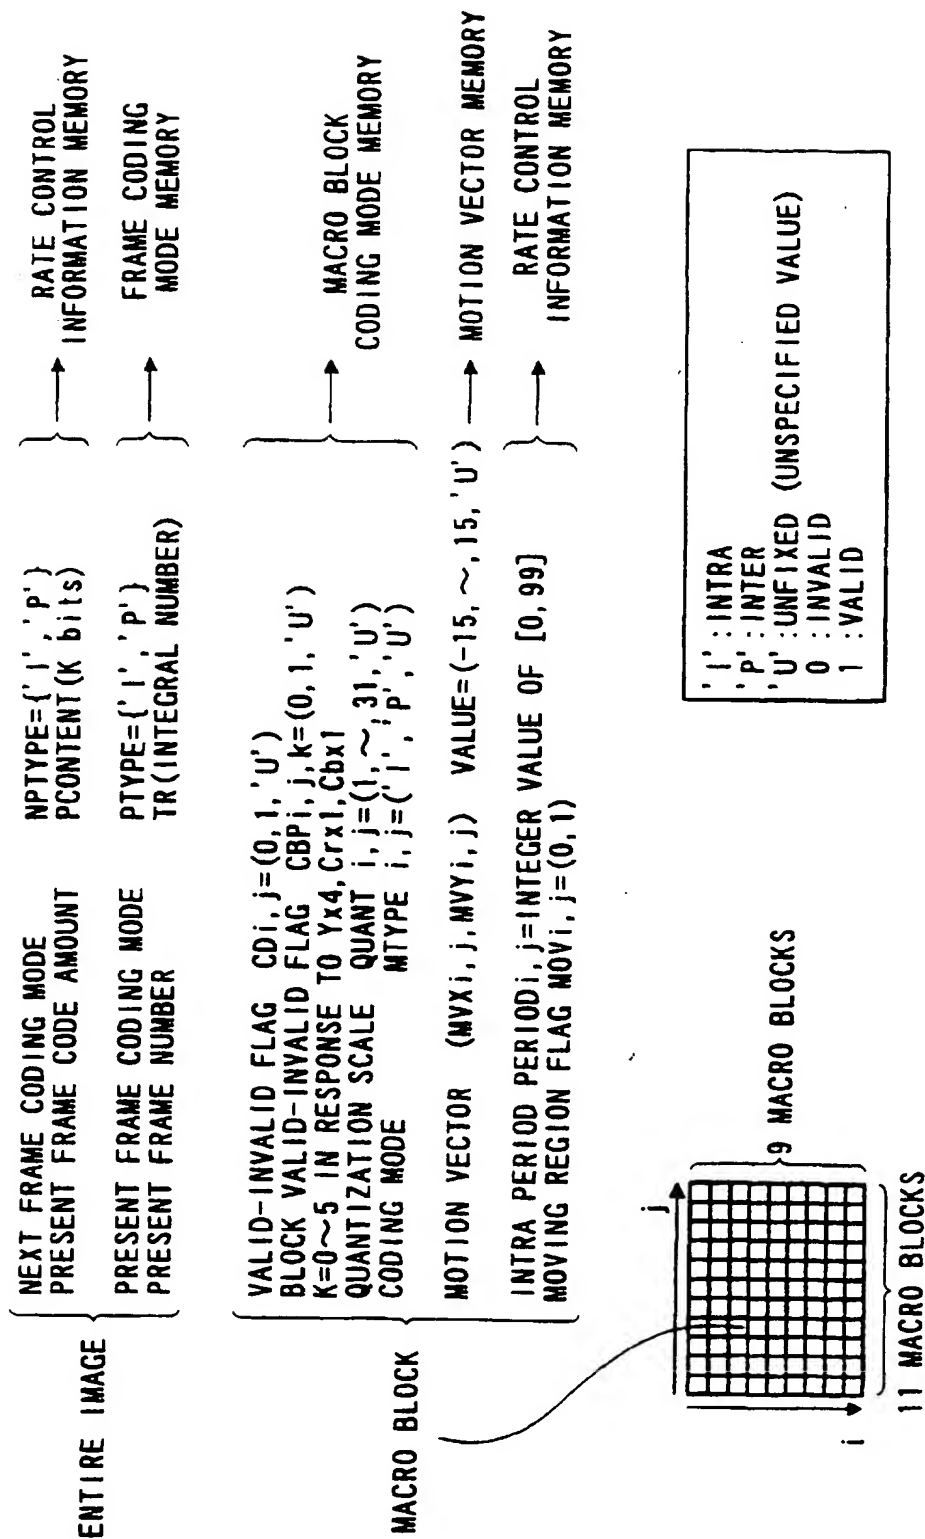 ENTIRE IMAGE
NEXT FRAME CODING MODE NPTYPE={'I','P'}
PRESENT FRAME CODE AMOUNT PCONTENT(K bits)
RATE CONTROL
INFORMATION MEMORY
PRESENT FRAME CODING MODE PTYPE={'I','P'}
PRESENT FRAME NUMBER TR(INTEGRAL NUMBER)
FRAME CODING
MODE MEMORY
MACRO BLOCK
VALID-INVALID FLAG CDi,j=(0,1,'U')
BLOCK VALID-INVALID FLAG CBPi,j,k=(0,1,'U')
K=0~5 IN RESPONSE TO Yx4,Crx1,Cbx1
QUANTIZATION SCALE QUANT i,j=(1,~,31,'U')
CODING MODE MTYPE i,j=('I','P','U')
MACRO BLOCK
CODING MODE MEMORY
MOTION VECTOR (MVXi,j,MVYi,j) VALUE=(-15,~,15,'U')
MOTION VECTOR MEMORY
INTRA PERIOD PERIODi,j=INTEGER VALUE OF [0,99]
MOVING REGION FLAG MOVi,j=(0,1)
RATE CONTROL
INFORMATION MEMORY
j
i
9 MACRO BLOCKS
11 MACRO BLOCKS
'I':INTRA
'P':INTER
'U':UNFIXED (UNSPECIFIED VALUE)
0 :INVALID
1 :VALID